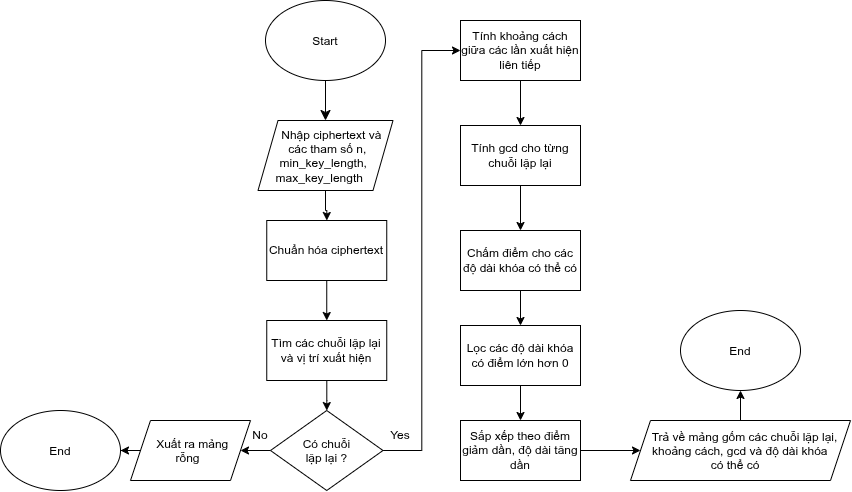 Start
Nhập ciphertext và
các tham số n,
min_key_length,
max_key_length
Chuẩn hóa ciphertext
Tìm các chuỗi lặp lại
và vị trí xuất hiện
Có chuỗi
lặp lại ?
No
Xuất ra mảng
rỗng
End
Yes
Tính khoảng cách
giữa các lần xuất hiện
liên tiếp
Tính gcd cho từng
chuỗi lặp lại
Chấm điểm cho các
độ dài khóa có thể có
Lọc các độ dài khóa
có điểm lớn hơn 0
Sắp xếp theo điểm
giảm dần, độ dài tăng
dần
Trả về mảng gồm các chuỗi lặp lại,
khoảng cách, gcd và độ dài khóa
có thể có
End